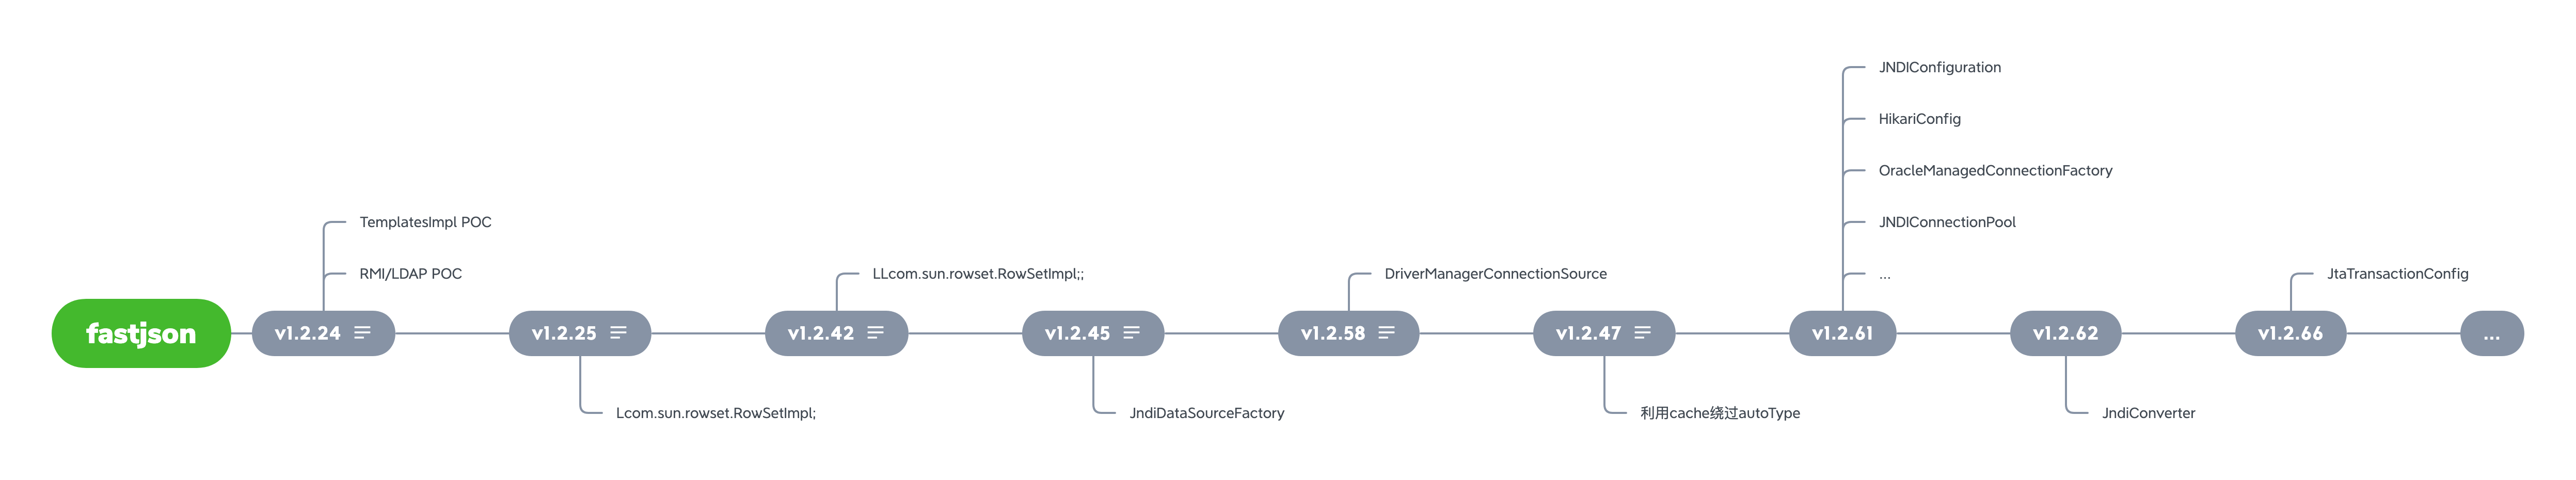 JNDIConfiguration
HikariConfig
OracleManagedConnectionFactory
TemplatesImpl POC
JNDIConnectionPool
RMI/LDAP POC
LLcom.sun.rowset.RowSetImpl;;
DriverManagerConnectionSource
...
JtaTransactionConfig
fastjson
v1.2.24
v1.2.25
v1.2.42
v1.2.45
v1.2.58
v1.2.47
v1.2.61
v1.2.62
v1.2.66
...
Lcom.sun.rowset.RowSetImpl;
JndiDataSourceFactory
利用cache绕过autoType
JndiConverter